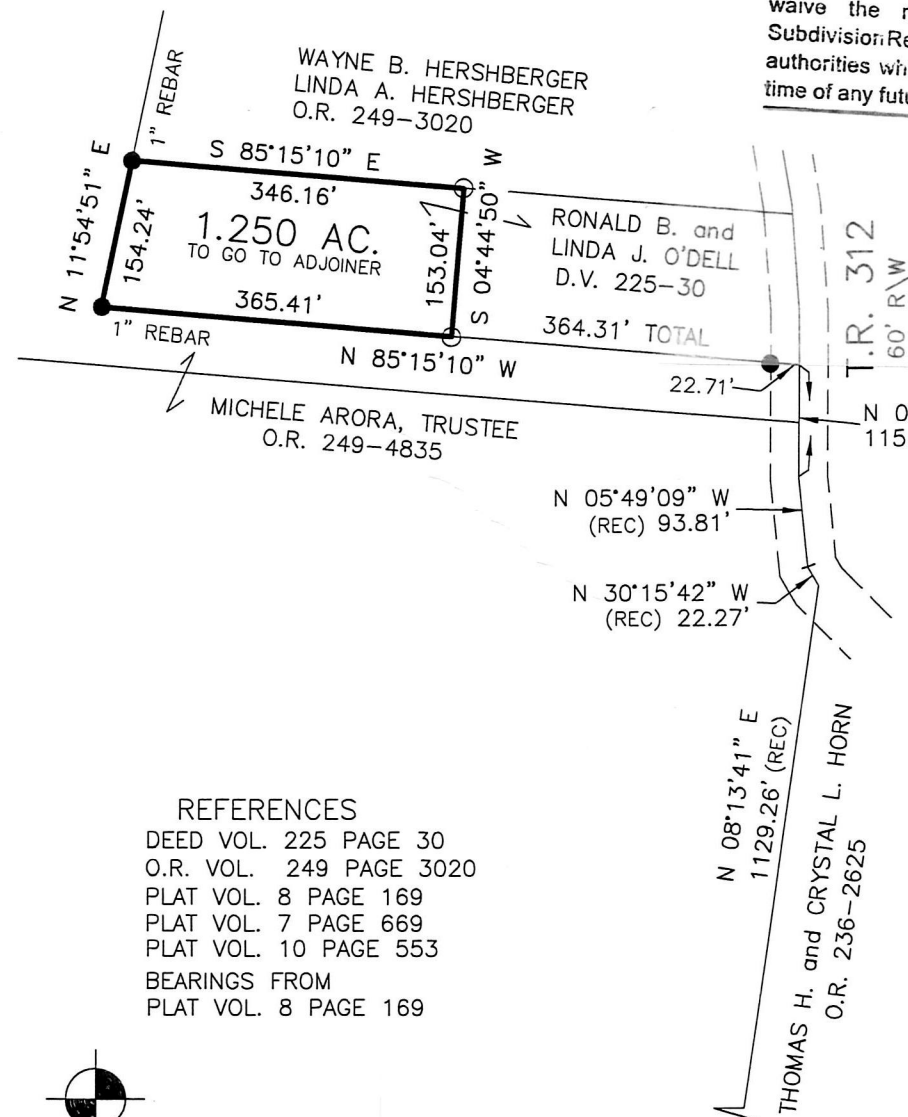 waive the
Subdivision
authorities
time of any
WAYNE B. HERSHBERGER
LINDA A. HERSHBERGER
O.R. 249-3020
1" REBAR
S 85°15'10" E
346.16'
N 11°54'51" E
154.24'
1.250 AC.
TO GO TO ADJOINER
153.04'
S 04°44'50" W
365.41'
1" REBAR
N 85°15'10" W
RONALD B. and
LINDA J. O'DELL
D.V. 225-30
364.31' TOTAL
22.71'
T.R. 312
60' R\W
MICHELE ARORA, TRUSTEE
O.R. 249-4835
N 0
115
N 05°49'09" W
(REC) 93.81'
N 30°15'42" W
(REC) 22.27'
N 08°13'41" E
1129.26' (REC)
THOMAS H. and CRYSTAL L. HORN
O.R. 236-2625
REFERENCES
DEED VOL. 225 PAGE 30
O.R. VOL. 249 PAGE 3020
PLAT VOL. 8 PAGE 169
PLAT VOL. 7 PAGE 669
PLAT VOL. 10 PAGE 553
BEARINGS FROM
PLAT VOL. 8 PAGE 169